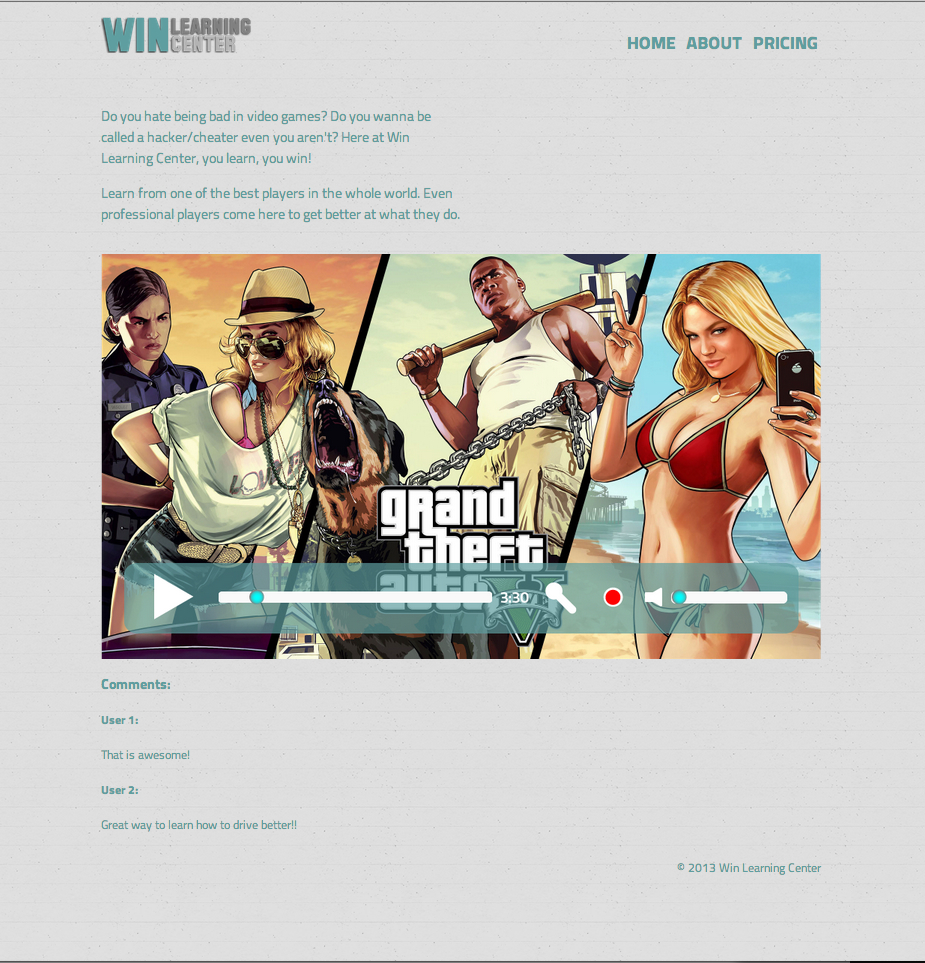 WIN LEARNING
CENTER
HOME ABOUT PRICING
Do you hate being bad in video games? Do you wanna be
called a hacker/cheater even you aren't? Here at Win
Learning Center, you learn, you win!
Learn from one of the best players in the whole world. Even
professional players come here to get better at what they do.
grand
theft
auto
V
3:30
Comments:
User 1:
That is awesome!
User 2:
Great way to learn how to drive better!!
© 2013 Win Learning Center